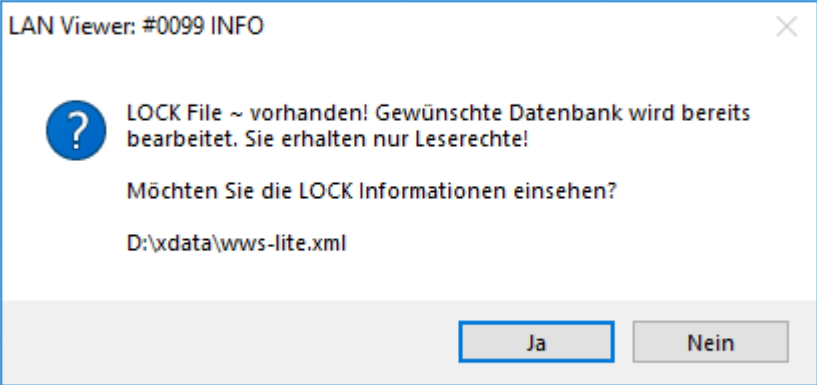 LAN Viewer: #0099 INFO
LOCK File ~ vorhanden! Gewünschte Datenbank wird bereits
bearbeitet. Sie erhalten nur Leserechte!
Möchten Sie die LOCK Informationen einsehen?
D:\xdata\wws-lite.xml
Ja
Nein